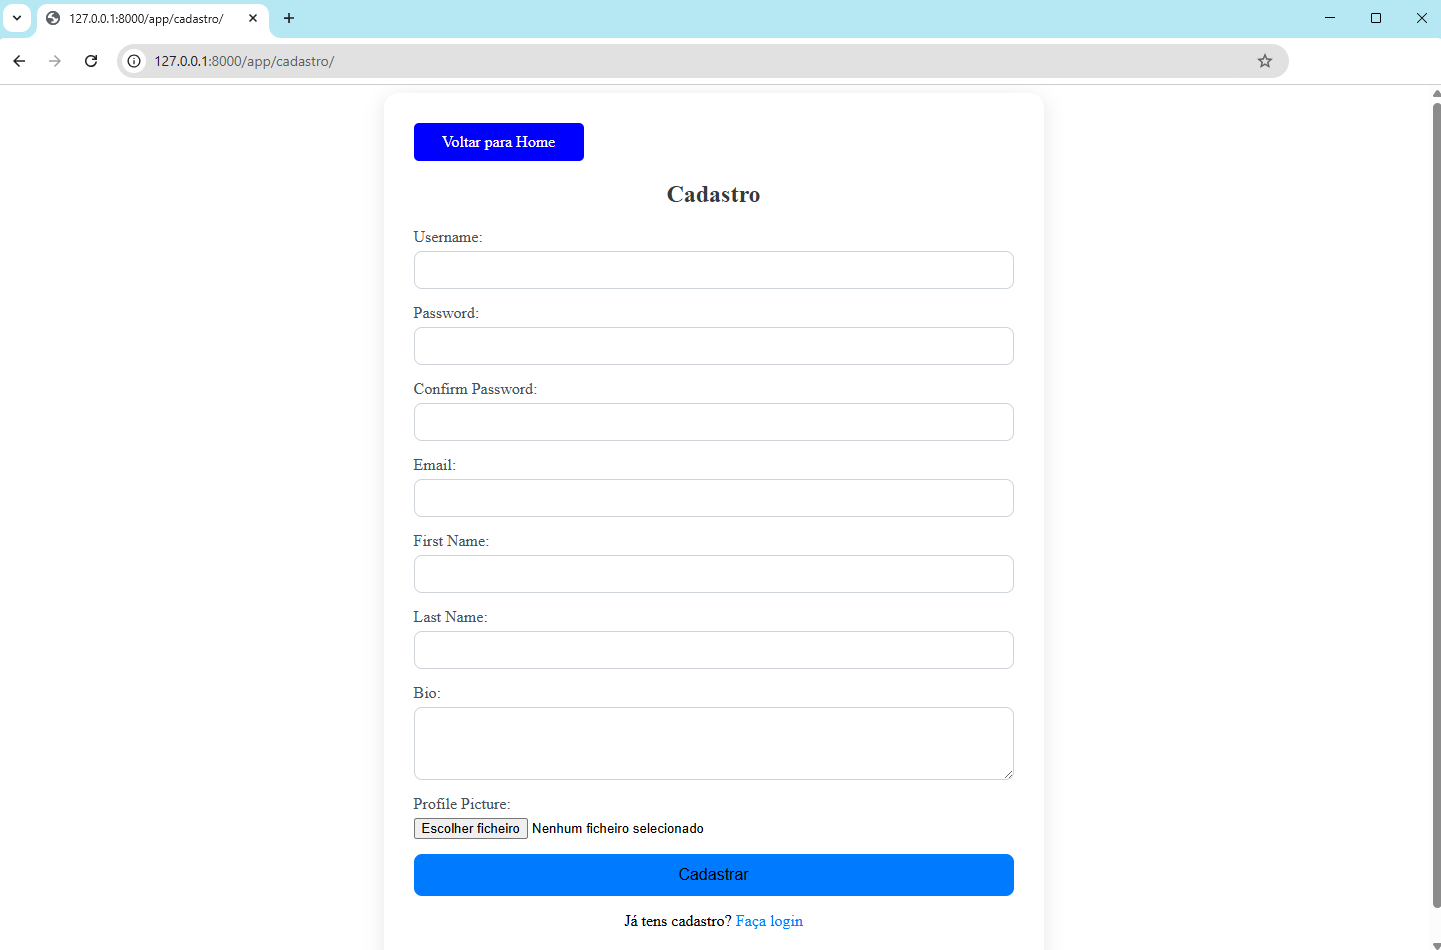 127.0.0.1:8000/app/cadastro/
127.0.0.1:8000/app/cadastro/
Voltar para Home
Cadastro
Username:
Password:
Confirm Password:
Email:
First Name:
Last Name:
Bio:
Profile Picture:
Escolher ficheiro Nenhum ficheiro selecionado
Cadastrar
Já tens cadastro? Faça login